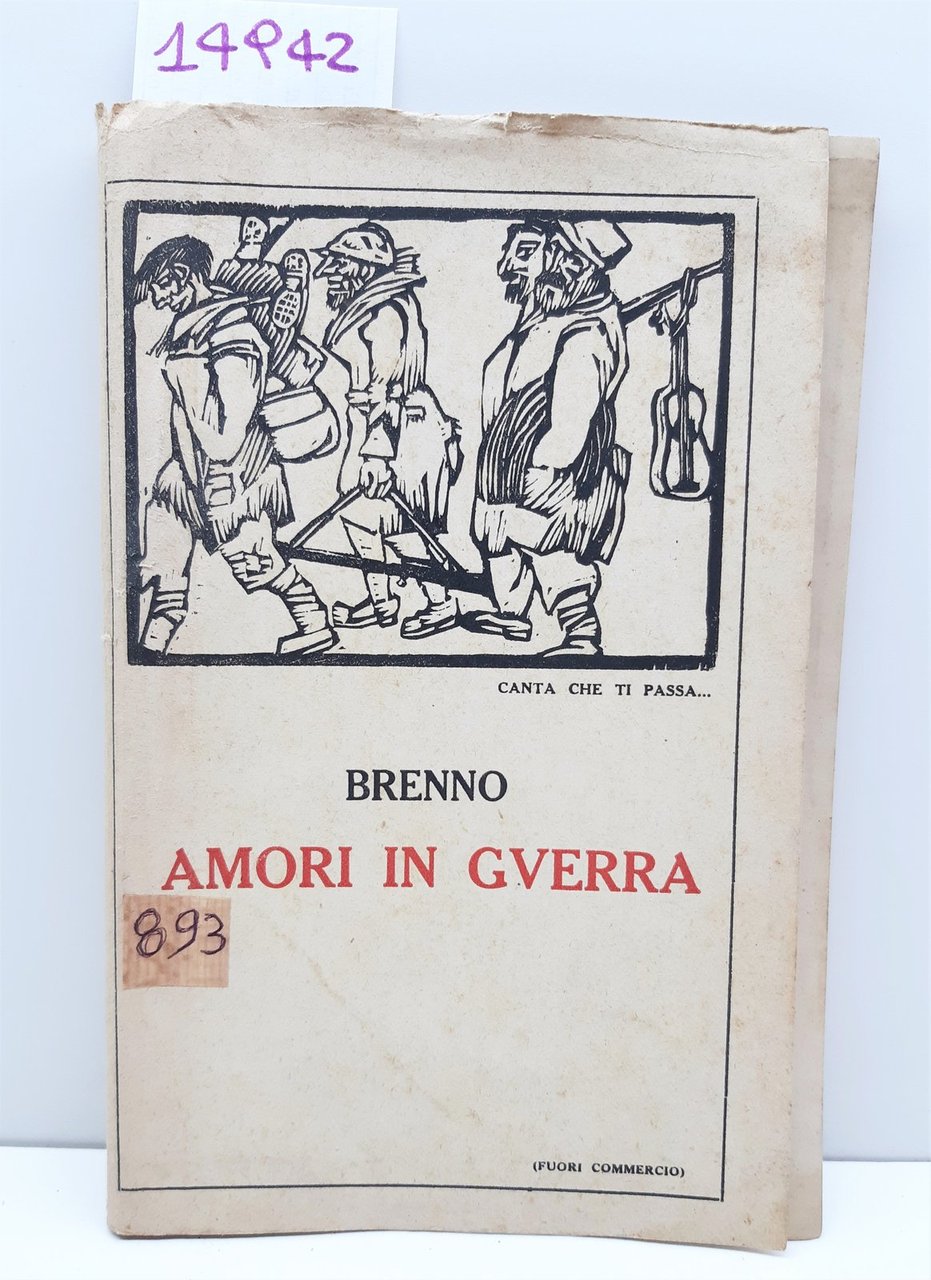 14942
CANTA CHE TI PASSA...
BRENNO
AMORI IN GVERRA
893
(FUORI COMMERCIO)